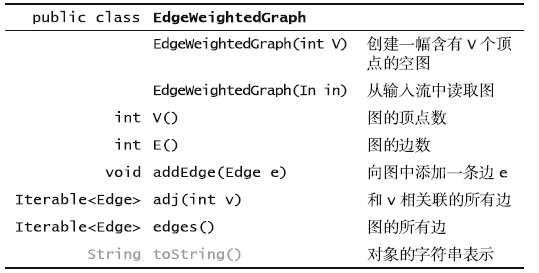 public class EdgeWeightedGraph
EdgeWeightedGraph(int V) 创建一幅含有 V 个顶
点的空图
EdgeWeightedGraph(In in) 从输入流中读取图
int V() 图的顶点数
int E() 图的边数
void addEdge(Edge e) 向图中添加一条边 e
Iterable<Edge> adj(int v) 和 v 相关联的所有边
Iterable<Edge> edges() 图的所有边
String toString() 对象的字符串表示